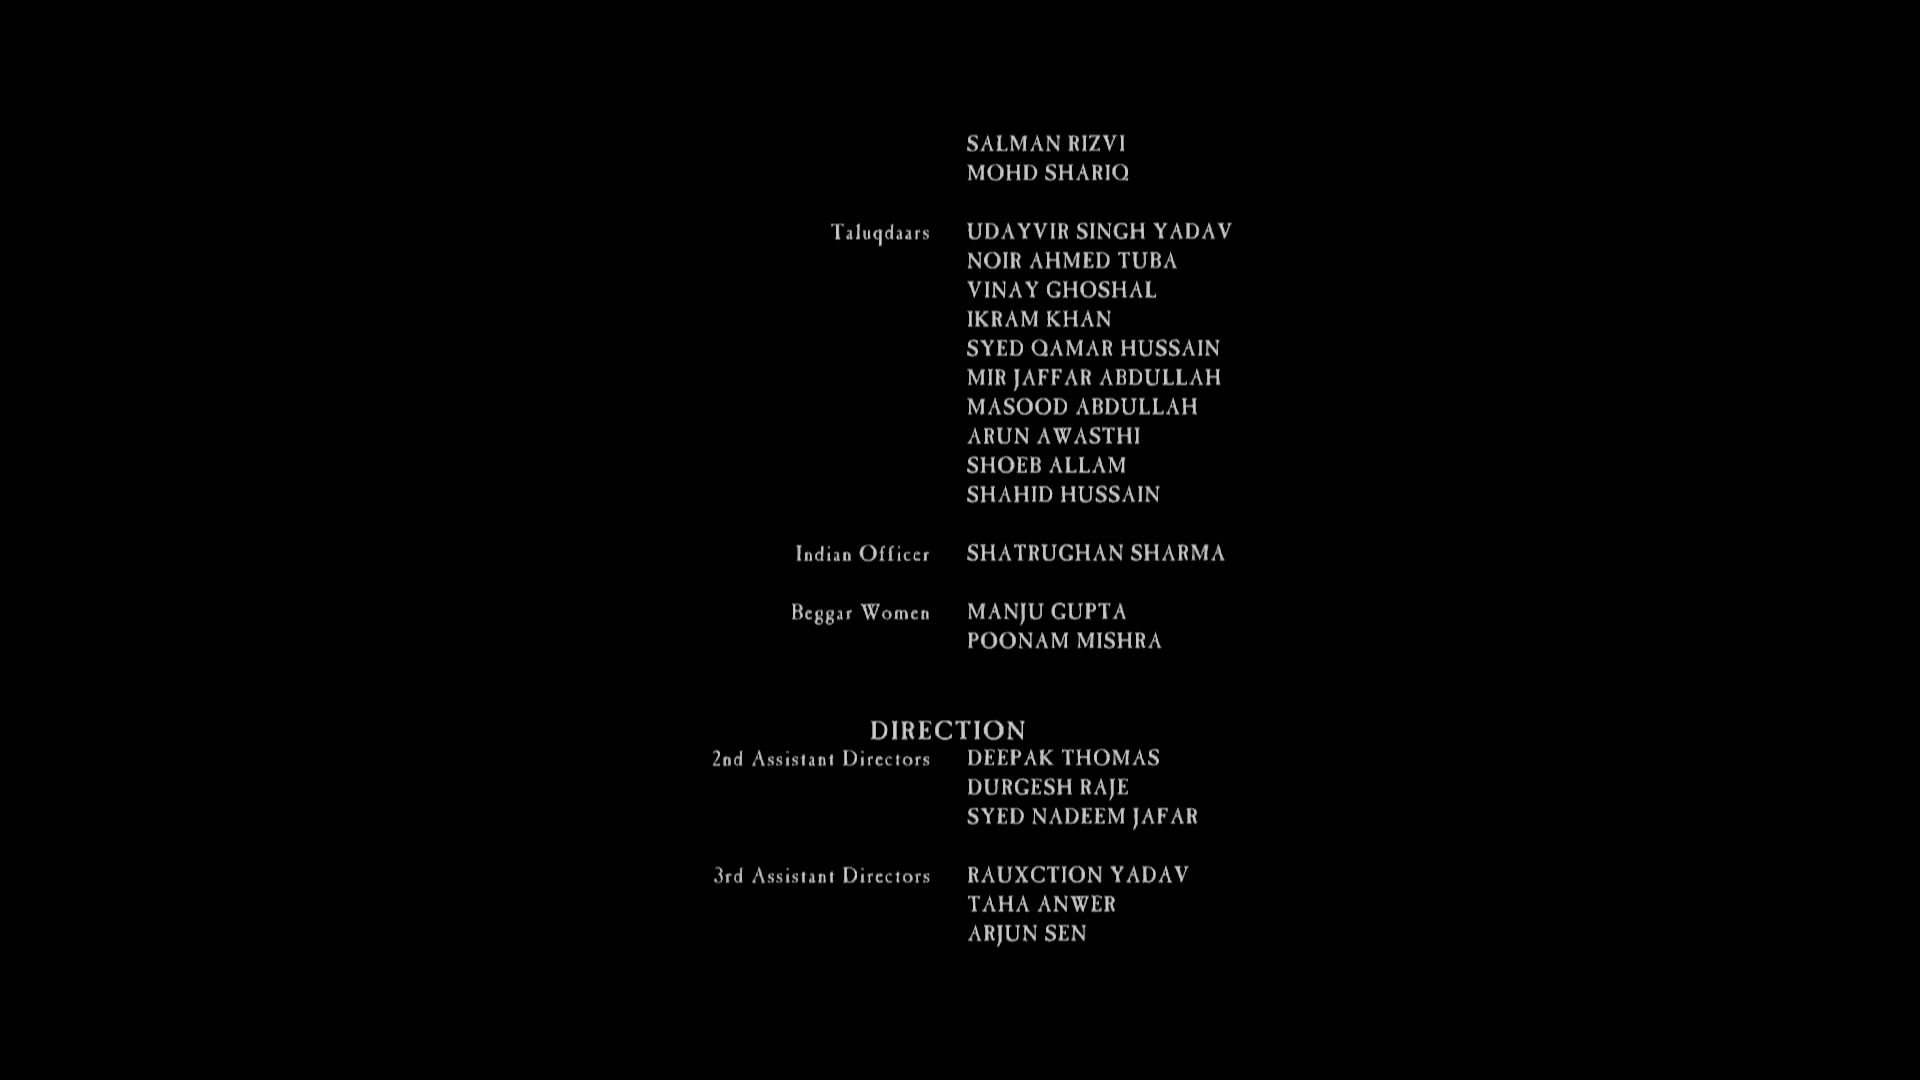 SALMAN RIZVI
MOHD SHARIQ
Taluqdaars UDAYVIR SINGH YADAV
NOIR AHMED TUBA
VINAY GHOSHAL
IKRAM KHAN
SYED QAMAR HUSSAIN
MIR JAFFAR ABDULLAH
MASOOD ABDULLAH
ARUN AWASTHI
SHOEB ALLAM
SHAHID HUSSAIN
Indian Officer SHATRUGHAN SHARMA
Beggar Women MANJU GUPTA
POONAM MISHRA
DIRECTION
2nd Assistant Directors DEEPAK THOMAS
DURGESH RAJE
SYED NADEEM JAFAR
3rd Assistant Directors RAUXCTION YADAV
TAHA ANWER
ARJUN SEN